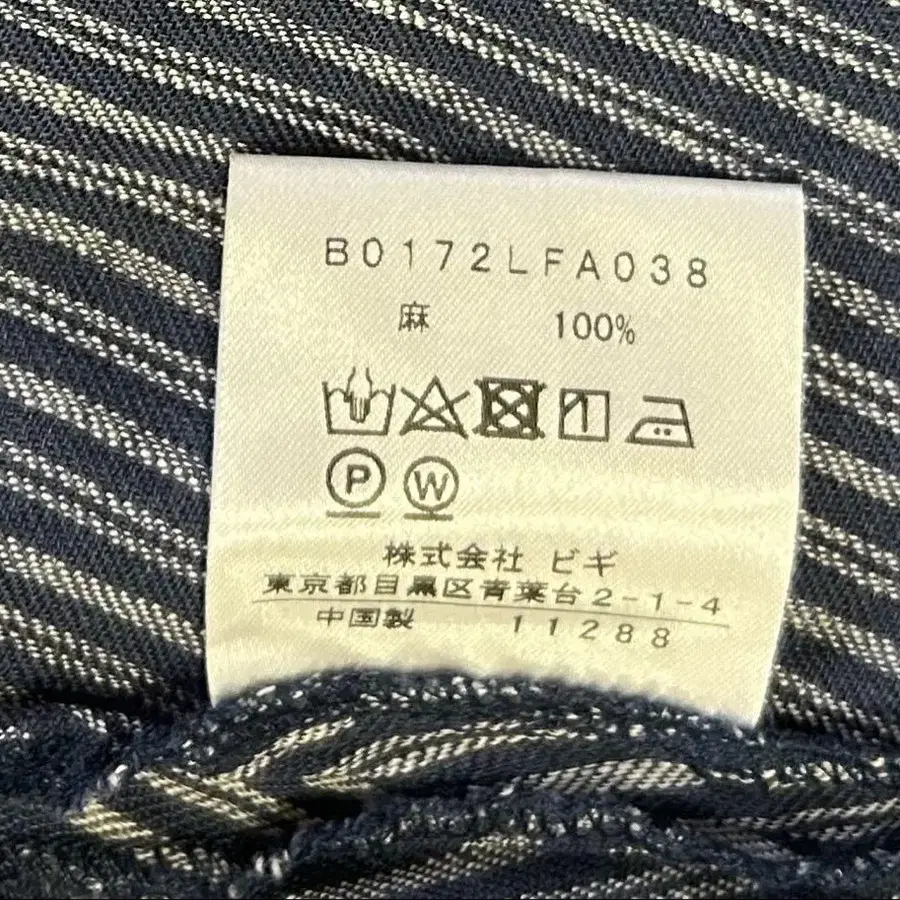 B0172LFA038
麻 100%
P W
株式会社 ビギ
東京都目黒区青葉台2-1-4
中国製 11288